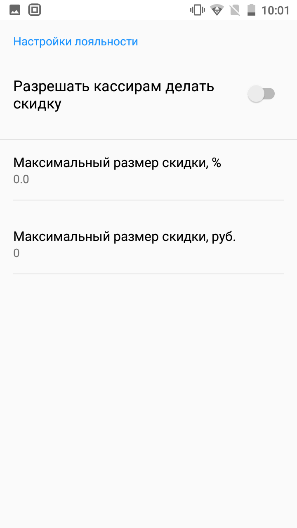 10:01
Настройки лояльности
Разрешать кассирам делать
скидку
Максимальный размер скидки, %
0.0
Максимальный размер скидки, руб.
0